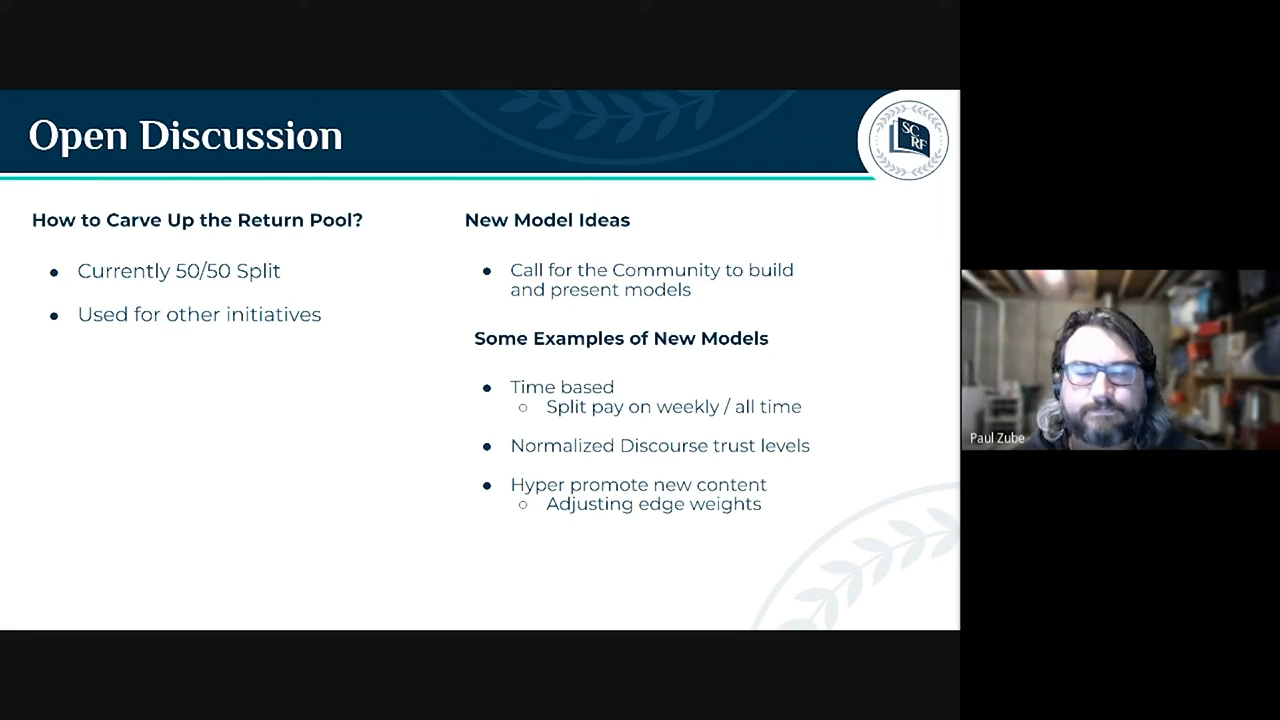 Open Discussion
SC
RF
How to Carve Up the Return Pool?
● Currently 50/50 Split
● Used for other initiatives
New Model Ideas
● Call for the Community to build
and present models
Some Examples of New Models
● Time based
○ Split pay on weekly / all time
● Normalized Discourse trust levels
● Hyper promote new content
○ Adjusting edge weights
Paul Zube